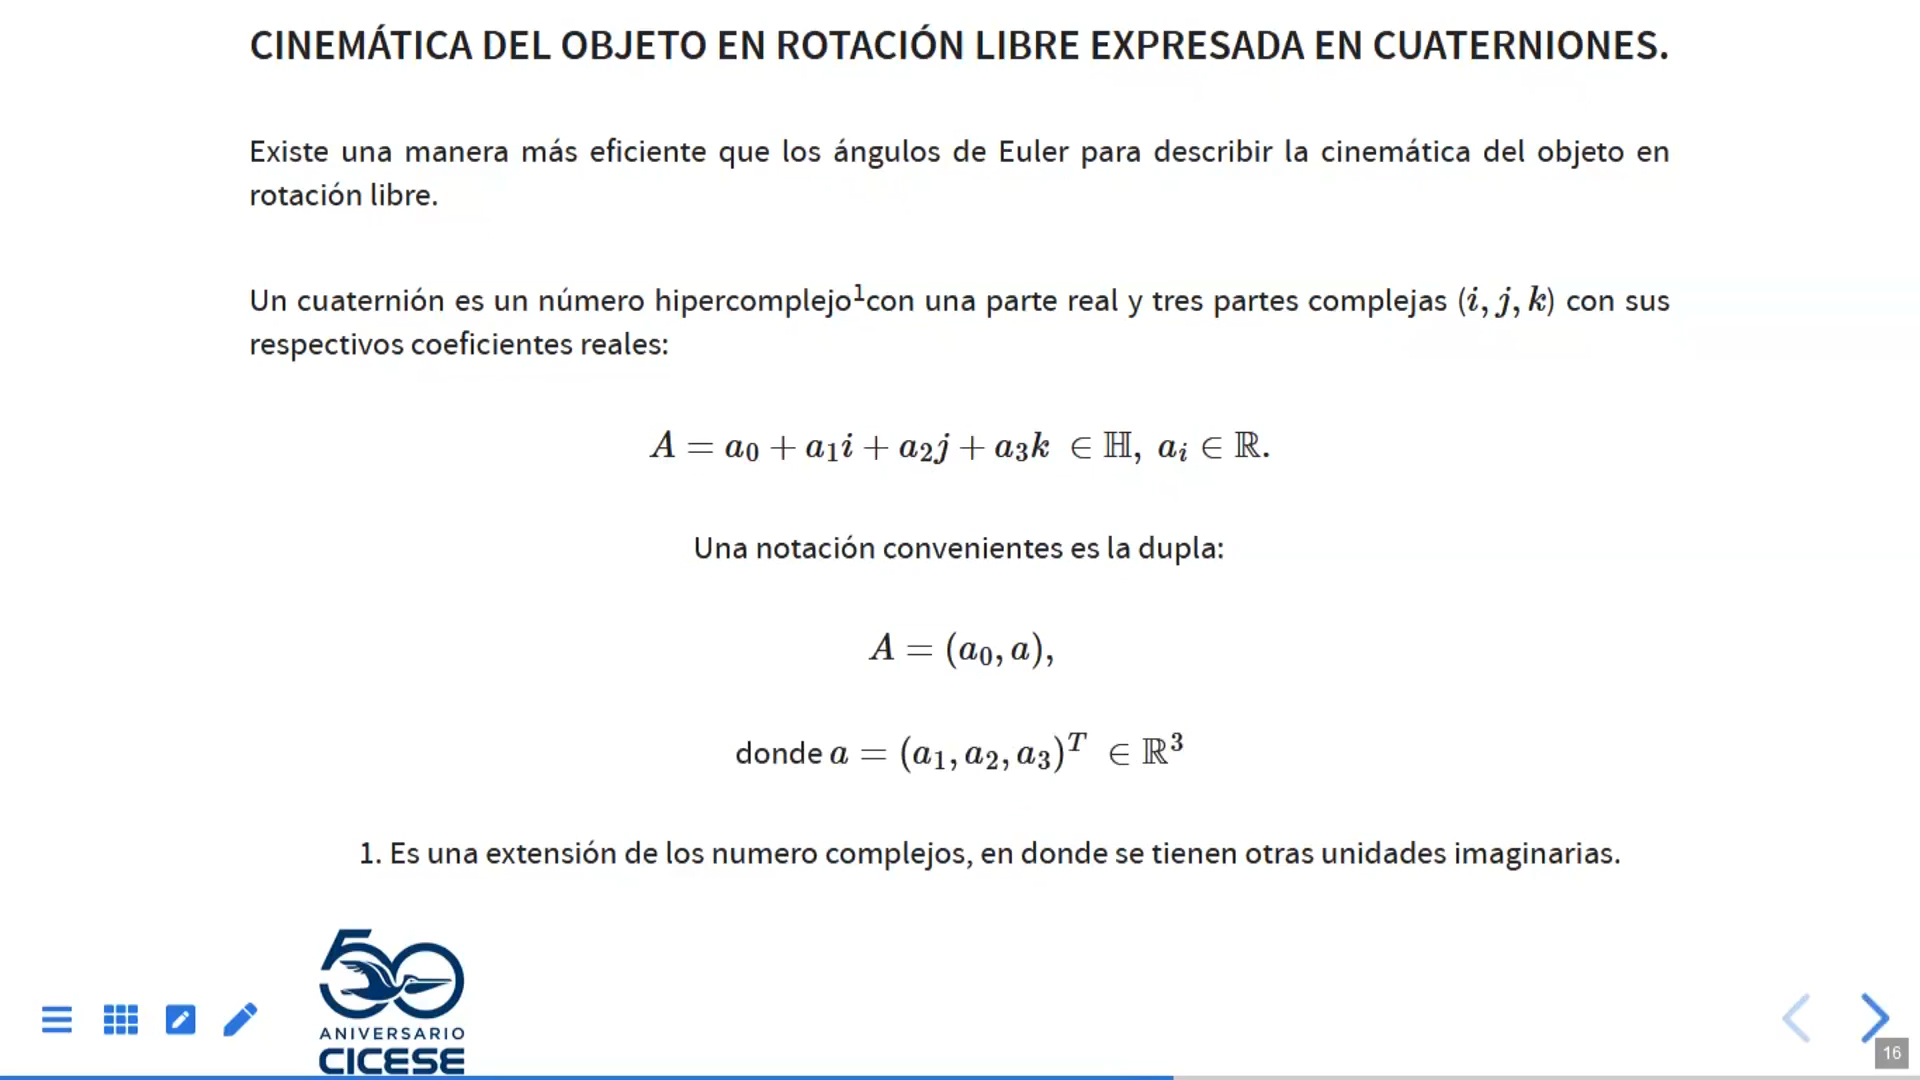 CINEMÁTICA DEL OBJETO EN ROTACIÓN LIBRE EXPRESADA EN CUATERNIONES.
Existe una manera más eficiente que los ángulos de Euler para describir la cinemática del objeto en
rotación libre.
Un cuaternión es un número hipercomplejo¹con una parte real y tres partes complejas (i, j, k) con sus
respectivos coeficientes reales:
A = a₀ + a₁i + a₂j + a₃k ∈ ℍ, aᵢ ∈ ℝ.
Una notación convenientes es la dupla:
A = (a₀, a),
donde a = (a₁, a₂, a₃)ᵀ ∈ ℝ³
1. Es una extensión de los numero complejos, en donde se tienen otras unidades imaginarias.
50
ANIVERSARIO
CICESE
16